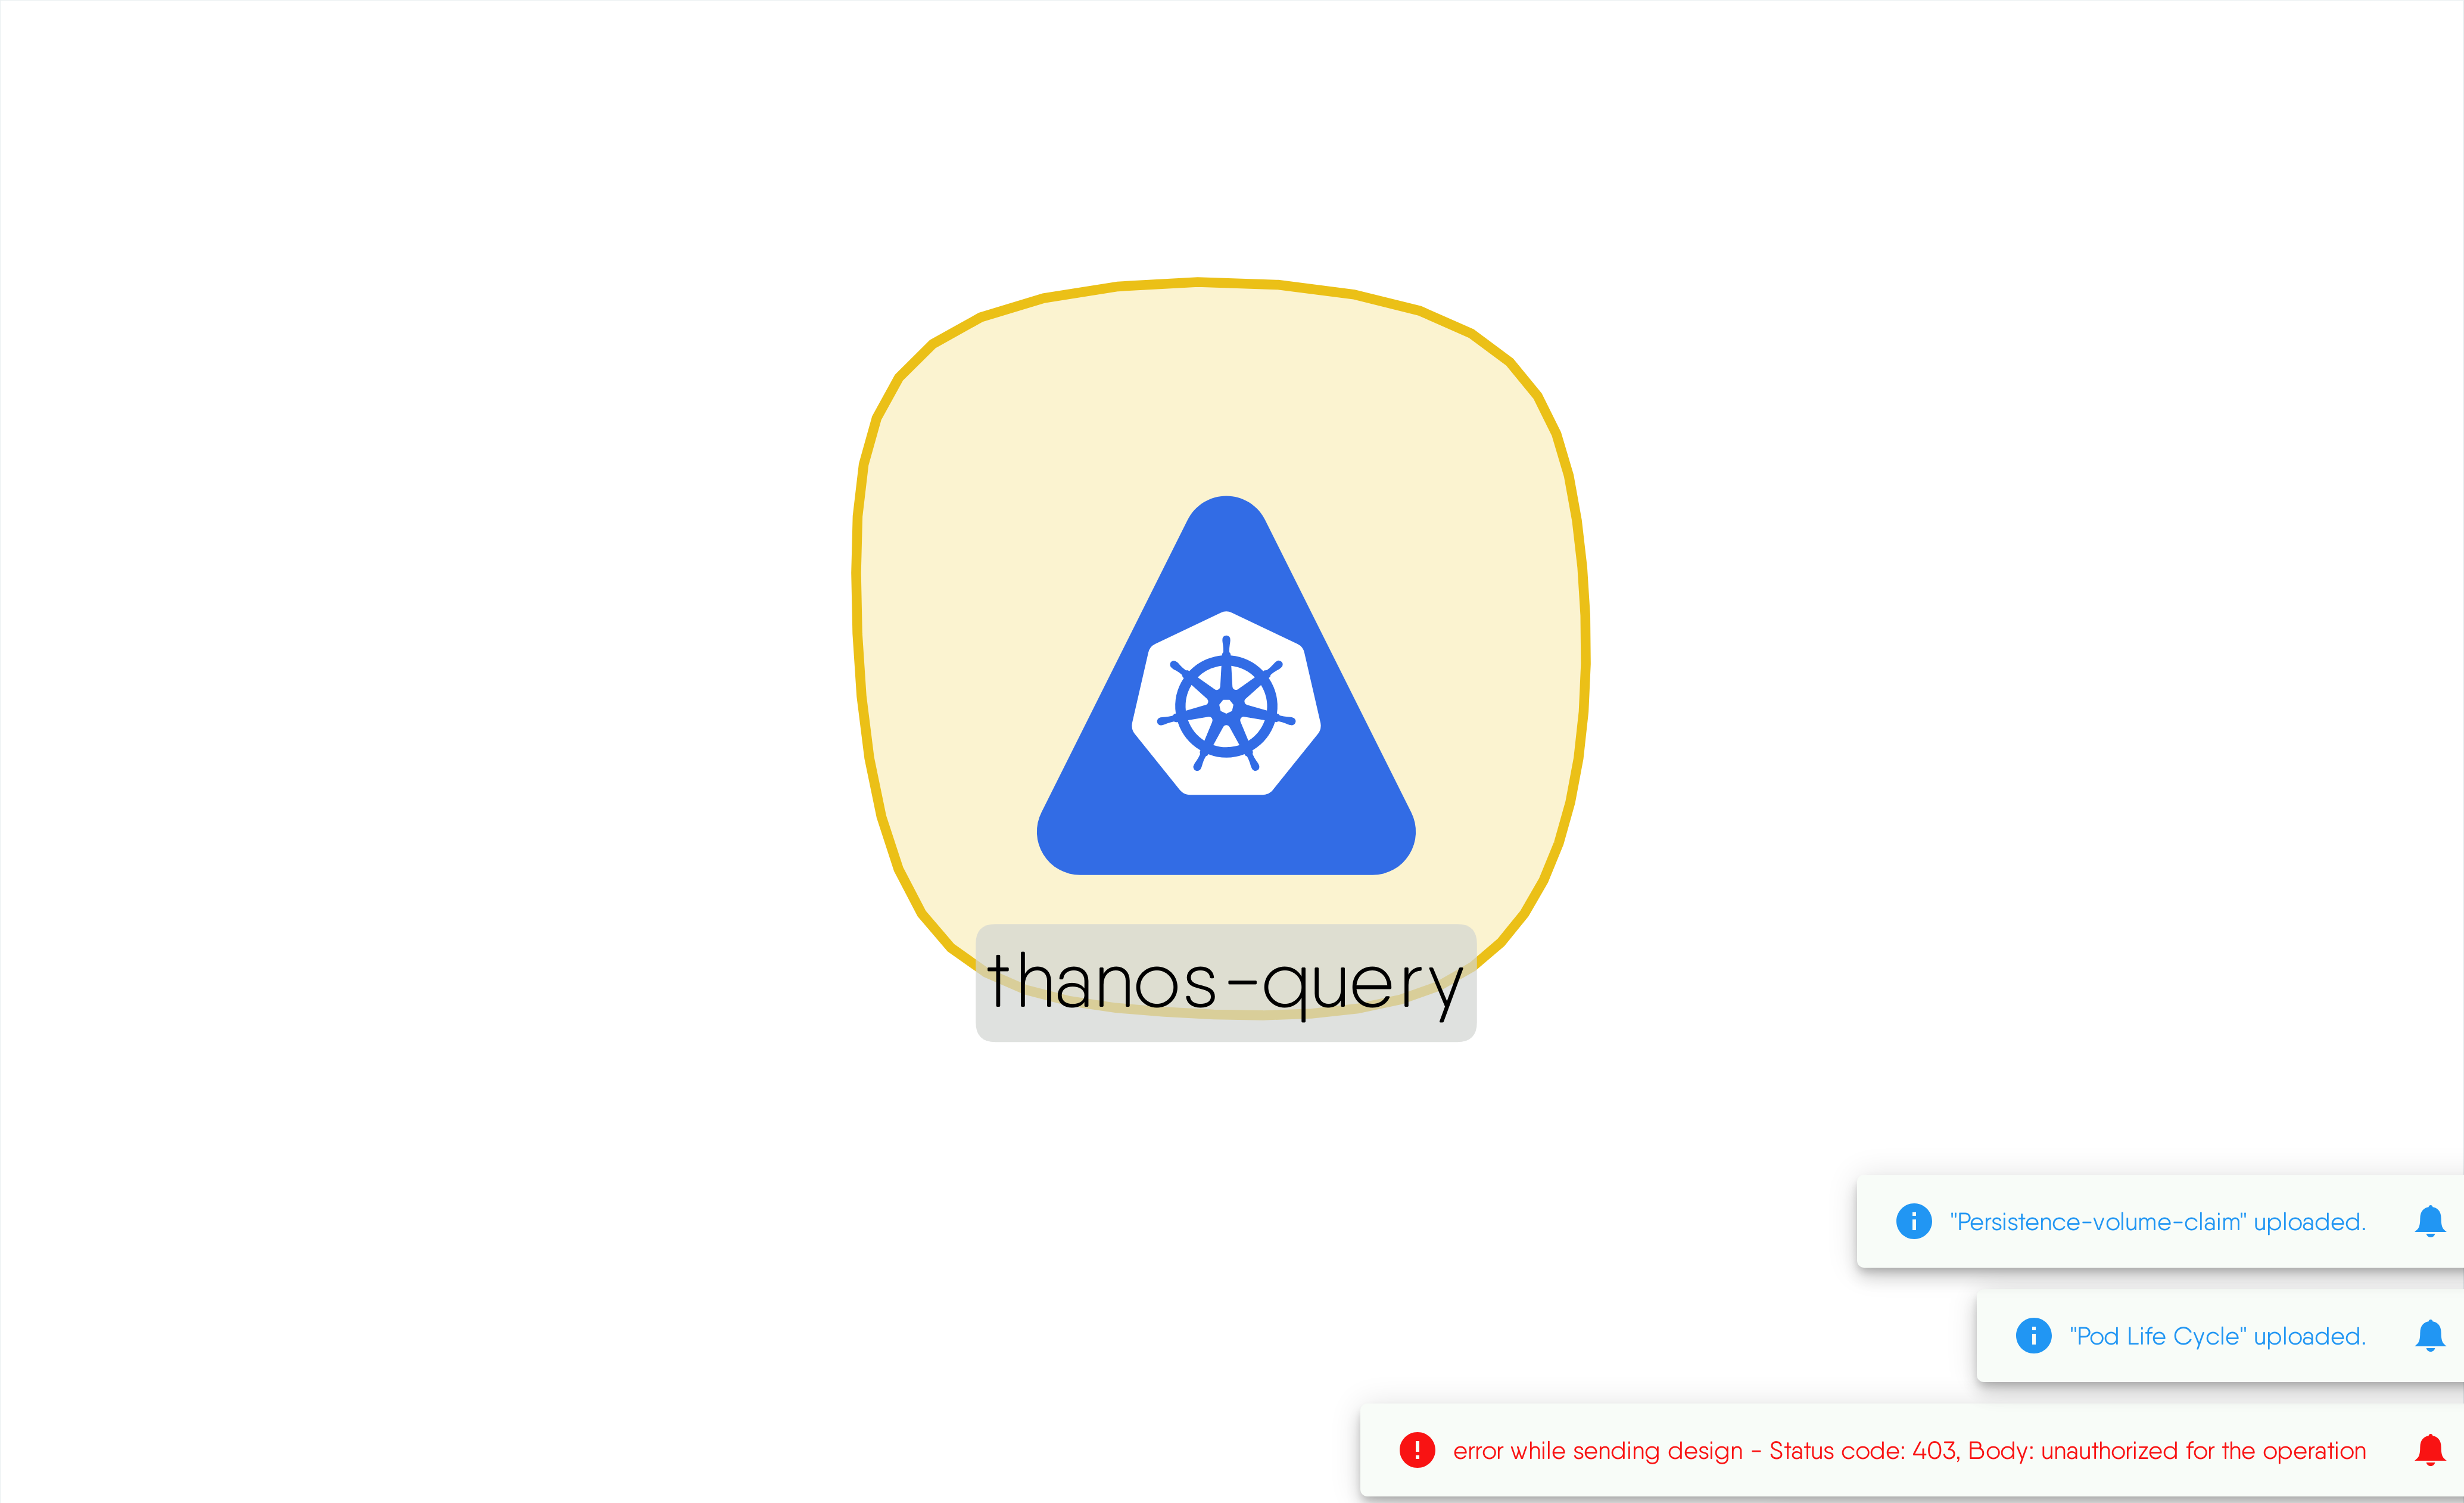 thanos-query
"Persistence-volume-claim" uploaded.
"Pod Life Cycle" uploaded.
error while sending design - Status code: 403, Body: unauthorized for the operation